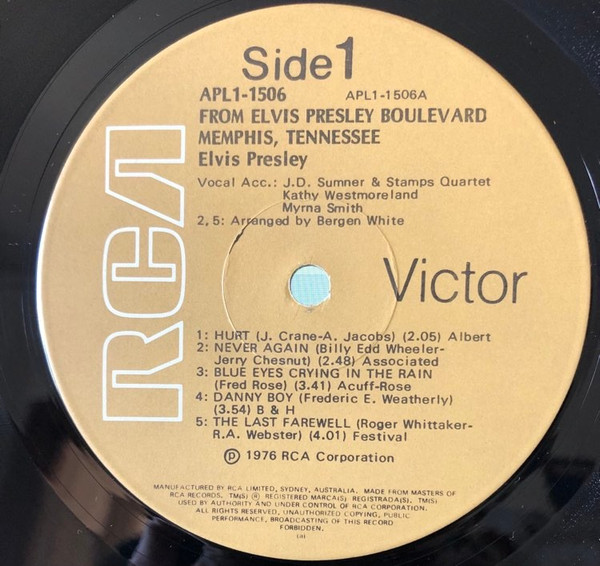 Side 1
APL1-1506 APL1-1506A
FROM ELVIS PRESLEY BOULEVARD
MEMPHIS, TENNESSEE
Elvis Presley
Vocal Acc.: J.D. Sumner & Stamps Quartet
Kathy Westmoreland
Myrna Smith
2, 5: Arranged by Bergen White
RCA
Victor
1: HURT (J. Crane-A. Jacobs) (2.05) Albert
2: NEVER AGAIN (Billy Edd Wheeler-
Jerry Chesnut) (2.48) Associated
3: BLUE EYES CRYING IN THE RAIN
(Fred Rose) (3.41) Acuff-Rose
4: DANNY BOY (Frederic E. Weatherly)
(3.54) B & H
5: THE LAST FAREWELL (Roger Whittaker-
R.A. Webster) (4.01) Festival
℗ 1976 RCA Corporation
MANUFACTURED BY RCA LIMITED, SYDNEY, AUSTRALIA. MADE FROM MASTERS OF
RCA RECORDS. TM(S) ® REGISTERED MARCA(S) REGISTRADA(S). TM(S)
USED BY AUTHORITY AND UNDER CONTROL OF RCA CORPORATION.
ALL RIGHTS RESERVED, UNAUTHORIZED COPYING, PUBLIC
PERFORMANCE, BROADCASTING OF THIS RECORD
FORBIDDEN.